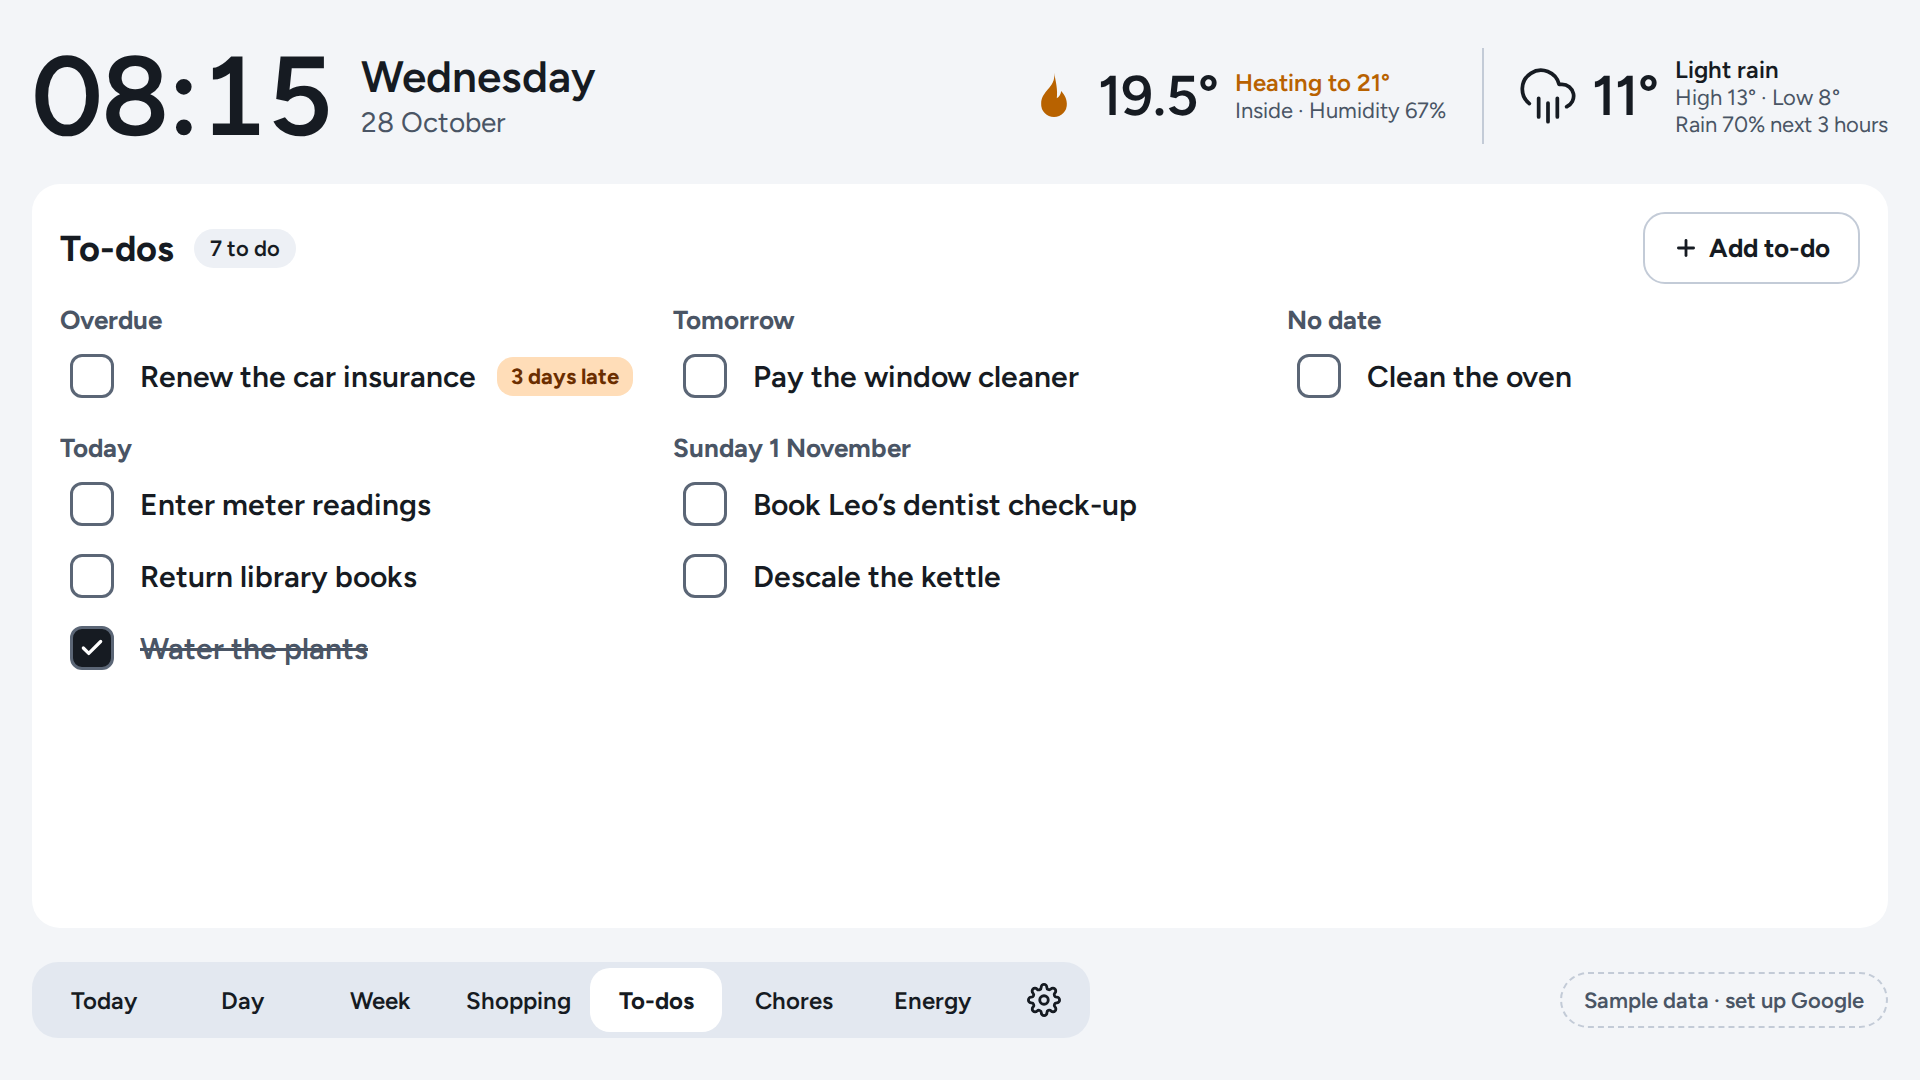 08:15
Wednesday
28 October
19.5°
Heating to 21°
Inside · Humidity 67%
11°
Light rain
High 13° · Low 8°
Rain 70% next 3 hours
To-dos
7 to do
+ Add to-do
Overdue
Renew the car insurance
3 days late
Today
Enter meter readings
Return library books
Water the plants
Tomorrow
Pay the window cleaner
Sunday 1 November
Book Leo’s dentist check-up
Descale the kettle
No date
Clean the oven
Today
Day
Week
Shopping
To-dos
Chores
Energy
Sample data · set up Google